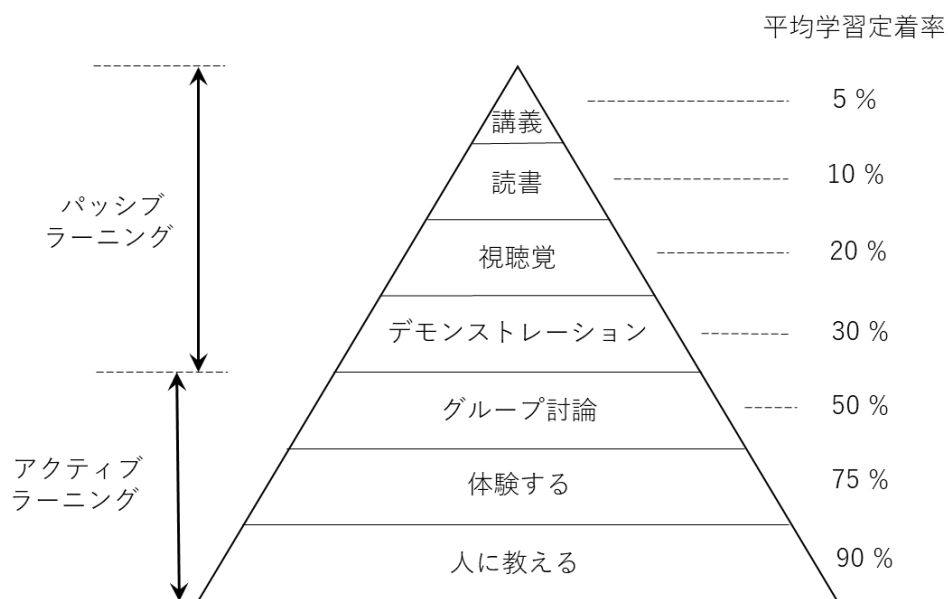 平均学習定着率
講義
5 %
読書
10 %
視聴覚
20 %
デモンストレーション
30 %
グループ討論
50 %
体験する
75 %
人に教える
90 %
パッシブ
ラーニング
アクティブ
ラーニング